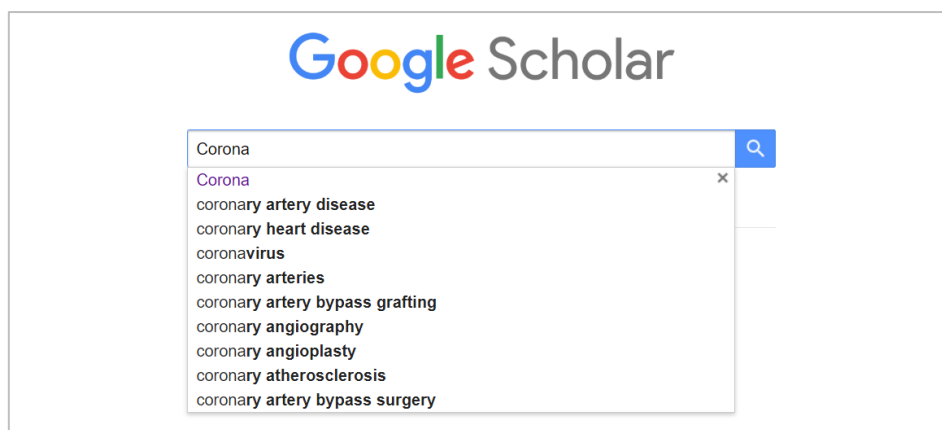 Google Scholar
Corona
Corona
coronary artery disease
coronary heart disease
coronavirus
coronary arteries
coronary artery bypass grafting
coronary angiography
coronary angioplasty
coronary atherosclerosis
coronary artery bypass surgery